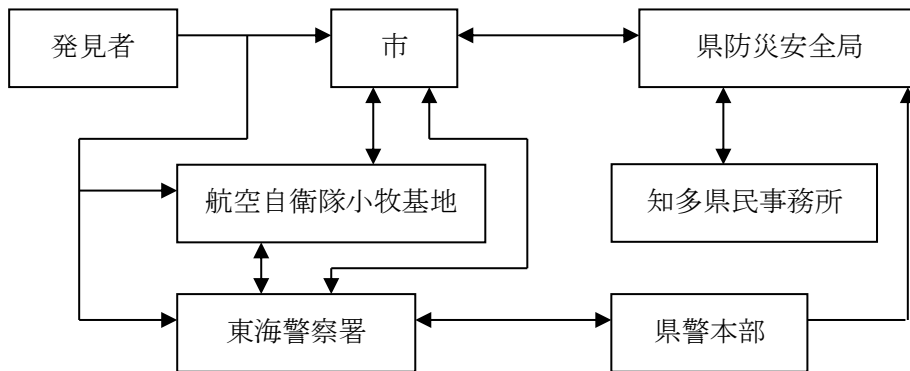 発見者
市
県防災安全局
航空自衛隊小牧基地
知多県民事務所
東海警察署
県警本部